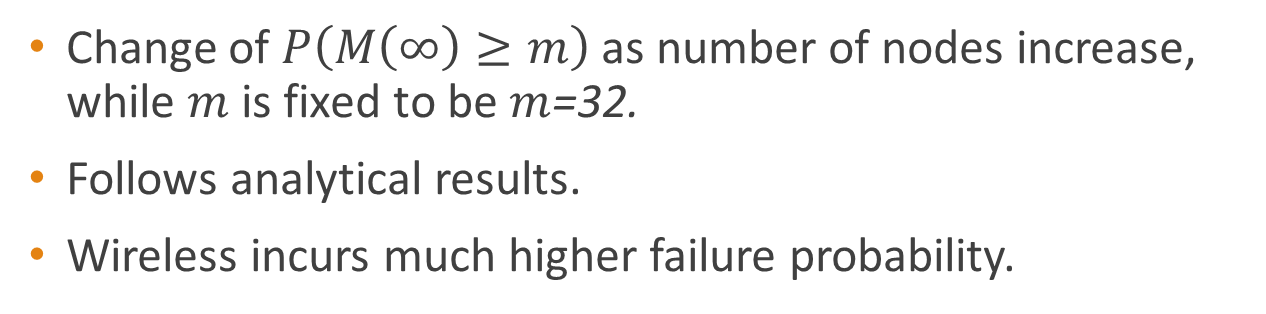 • Change of P(M(∞) ≥ m) as number of nodes increase,
while m is fixed to be m=32.
• Follows analytical results.
• Wireless incurs much higher failure probability.